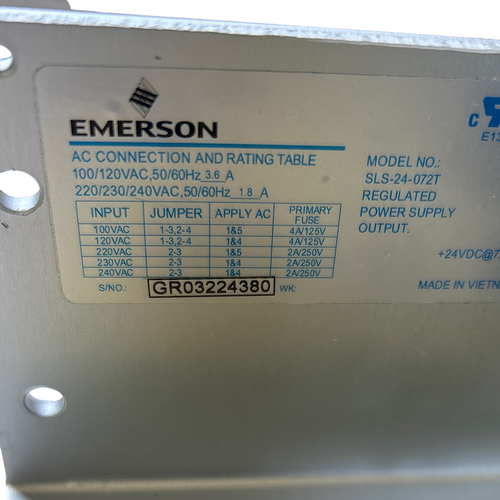 EMERSON
AC CONNECTION AND RATING TABLE
100/120VAC,50/60Hz 3.6 A
220/230/240VAC,50/60Hz 1.8 A
INPUT JUMPER APPLY AC PRIMARY FUSE
100VAC 1-3,2-4 1&5 4A/125V
120VAC 1-3,2-4 1&4 4A/125V
220VAC 2-3 1&5 2A/250V
230VAC 2-3 1&4 2A/250V
240VAC 2-3 1&4 2A/250V
S/NO.: GR03224380 WK:
c
E13
MODEL NO.:
SLS-24-072T
REGULATED
POWER SUPPLY
OUTPUT.
+24VDC@7
MADE IN VIETN